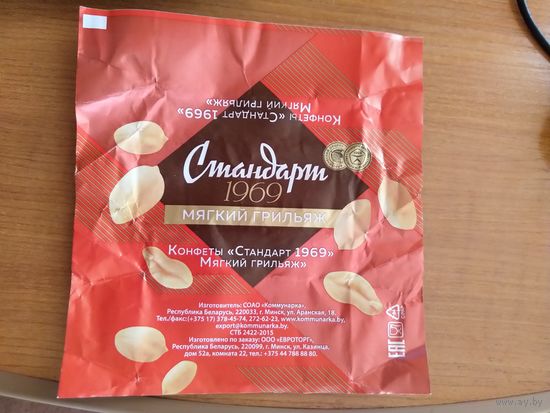 Конфеты «Стандарт 1969»
Мягкий грильяж»
Стандарт
1969
МЯГКИЙ ГРИЛЬЯЖ
Конфеты «Стандарт 1969»
Мягкий грильяж»
Изготовитель: СОАО «Коммунарка»,
Республика Беларусь, 220033, г. Минск, ул. Аранская, 18.
Тел./факс:(+375 17) 378-45-74, 272-62-23, www.kommunarka.by,
export@kommunarka.by.
СТБ 2422-2015
Изготовлено по заказу: ООО «ЕВРОТОРГ»,
Республика Беларусь, 220099, г. Минск, ул. Казинца,
дом 52а, комната 22, тел.: +375 44 788 88 80.
EAC
www.ay.by